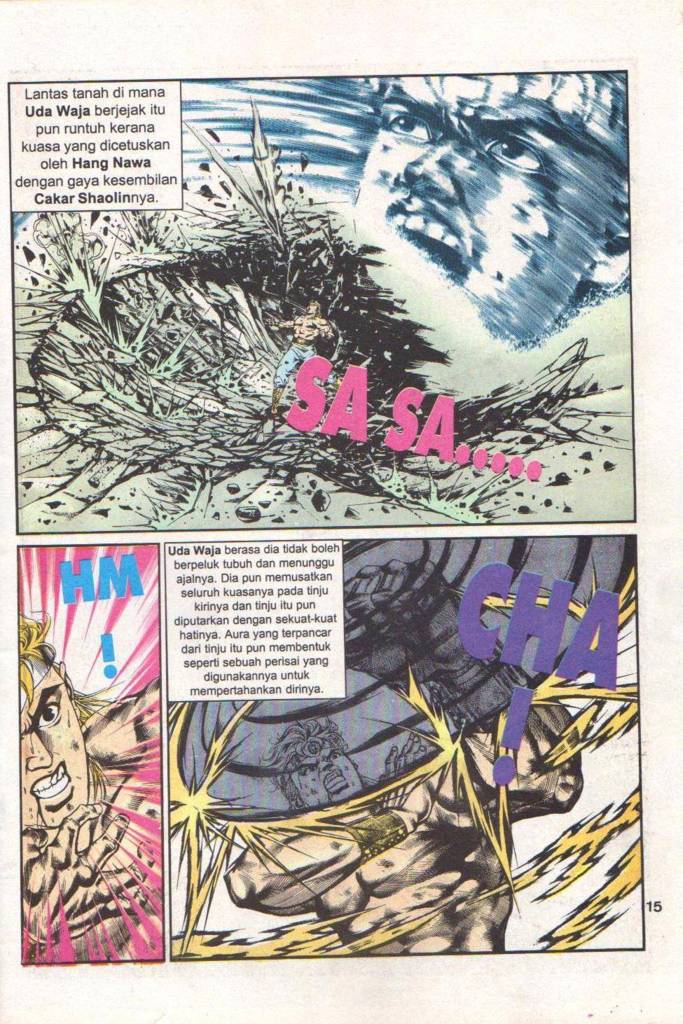 Lantas tanah di mana
Uda Waja berjejak itu
pun runtuh kerana
kuasa yang dicetuskan
oleh Hang Nawa
dengan gaya kesembilan
Cakar Shaolinnya.
SA SA.....
HM
!
Uda Waja berasa dia tidak boleh
berpeluk tubuh dan menunggu
ajalnya. Dia pun memusatkan
seluruh kuasanya pada tinju
kirinya dan tinju itu pun
diputarkan dengan sekuat-kuat
hatinya. Aura yang terpancar
dari tinju itu pun membentuk
seperti sebuah perisai yang
digunakannya untuk
mempertahankan dirinya.
CHA
!
15